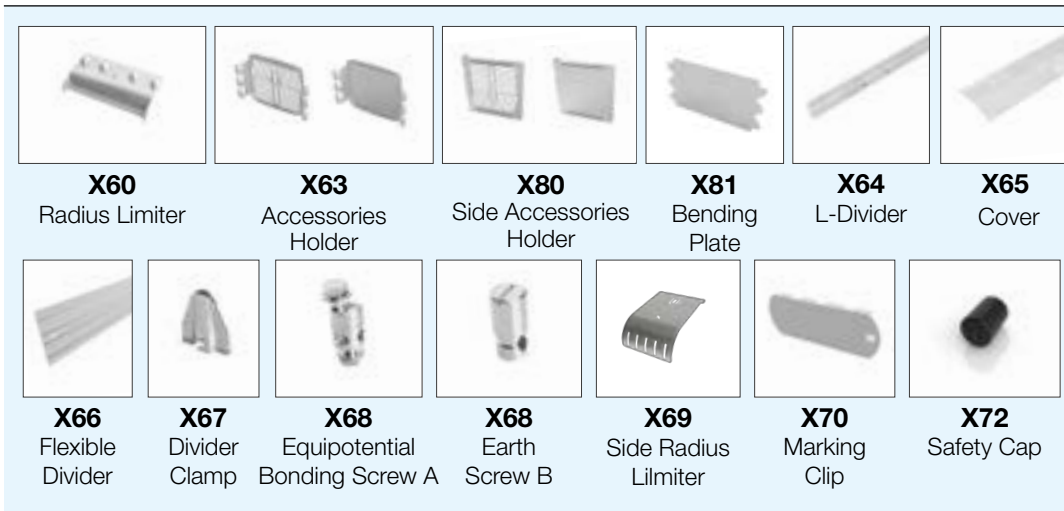 X60
Radius Limiter
X63
Accessories
Holder
X80
Side Accessories
Holder
X81
Bending
Plate
X64
L-Divider
X65
Cover
X66
Flexible
Divider
X67
Divider
Clamp
X68
Equipotential
Bonding Screw A
X68
Earth
Screw B
X69
Side Radius
Lilmiter
X70
Marking
Clip
X72
Safety Cap